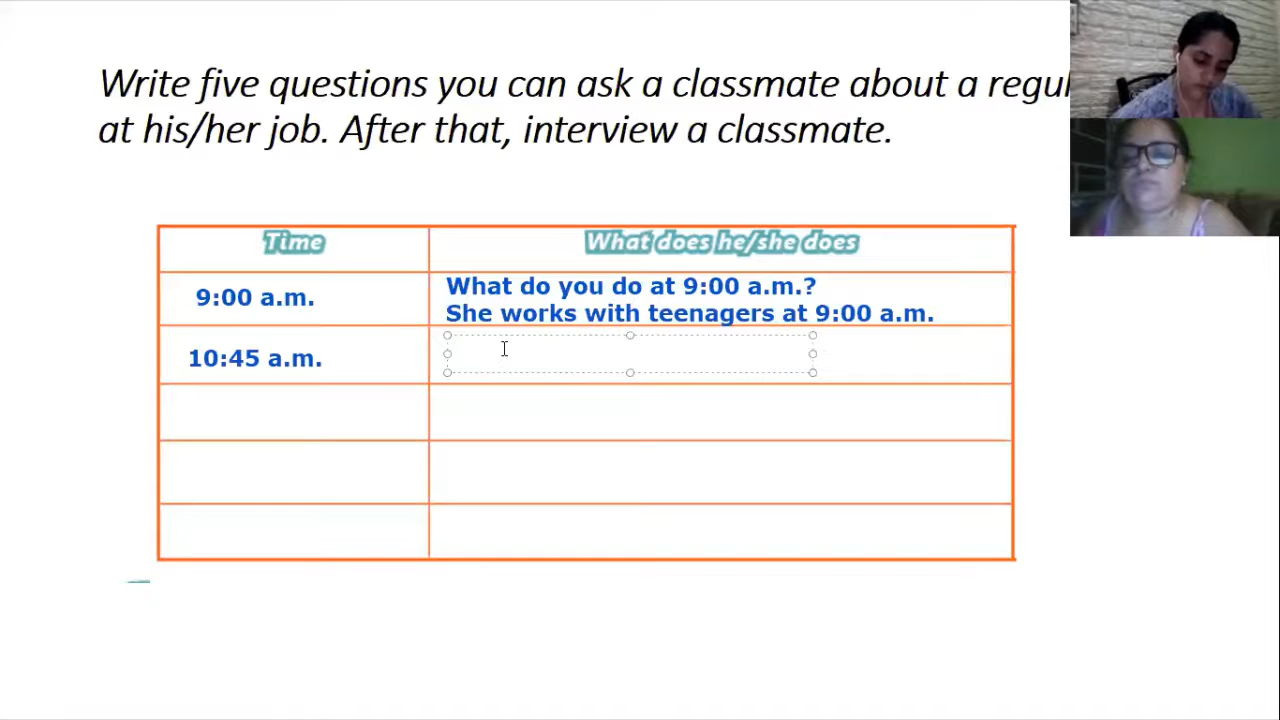 Write five questions you can ask a classmate about a regul
at his/her job. After that, interview a classmate.
Time
What does he/she does
9:00 a.m.
What do you do at 9:00 a.m.?
She works with teenagers at 9:00 a.m.
10:45 a.m.